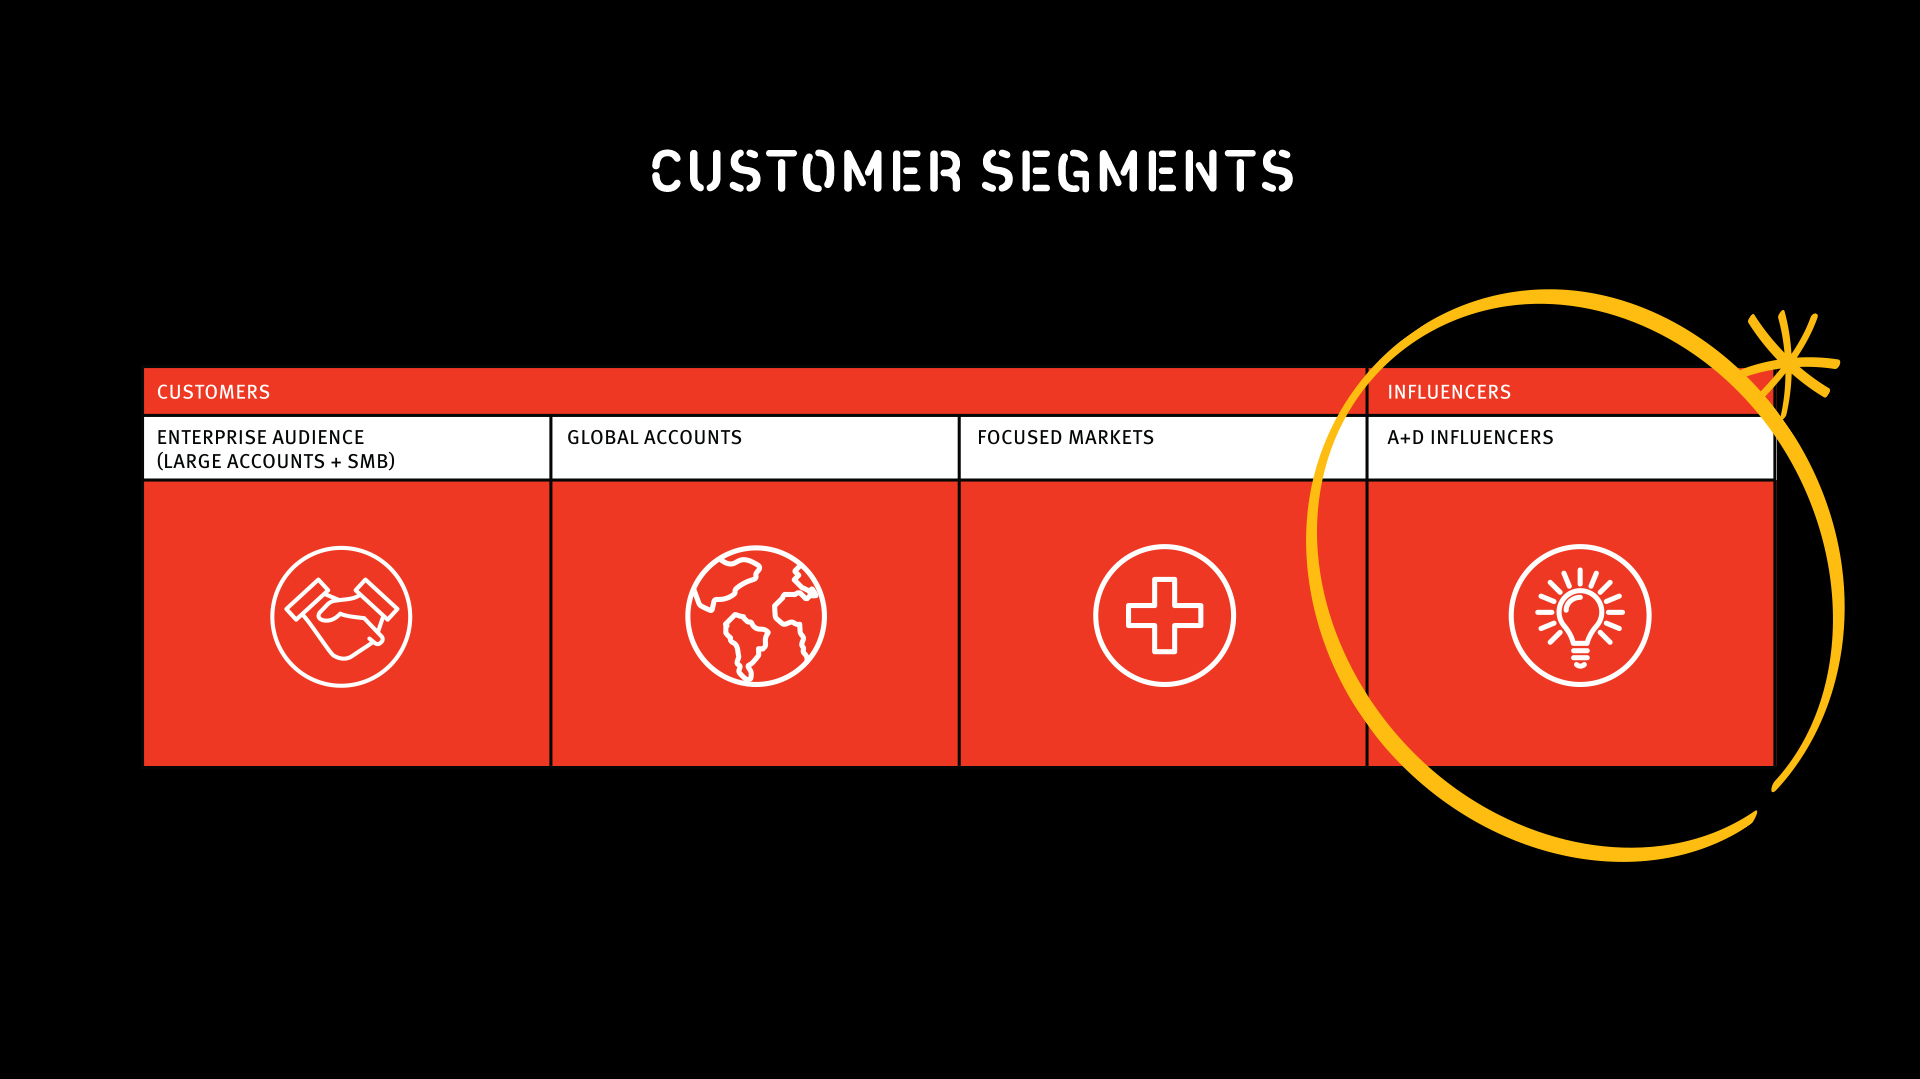 CUSTOMER SEGMENTS
CUSTOMERS
INFLUENCERS
ENTERPRISE AUDIENCE
(LARGE ACCOUNTS + SMB)
GLOBAL ACCOUNTS
FOCUSED MARKETS
A+D INFLUENCERS